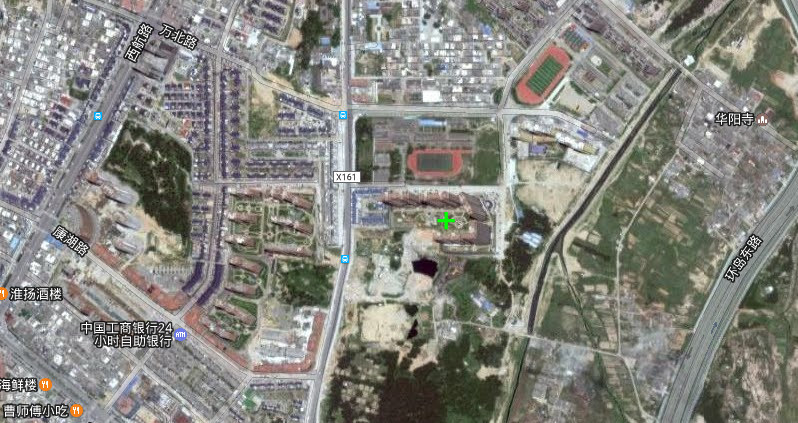 万北路
西航路
华阳寺
X161
康湖路
环岛东路
淮扬酒楼
中国工商银行24
小时自助银行
海鲜楼
曹师傅小吃